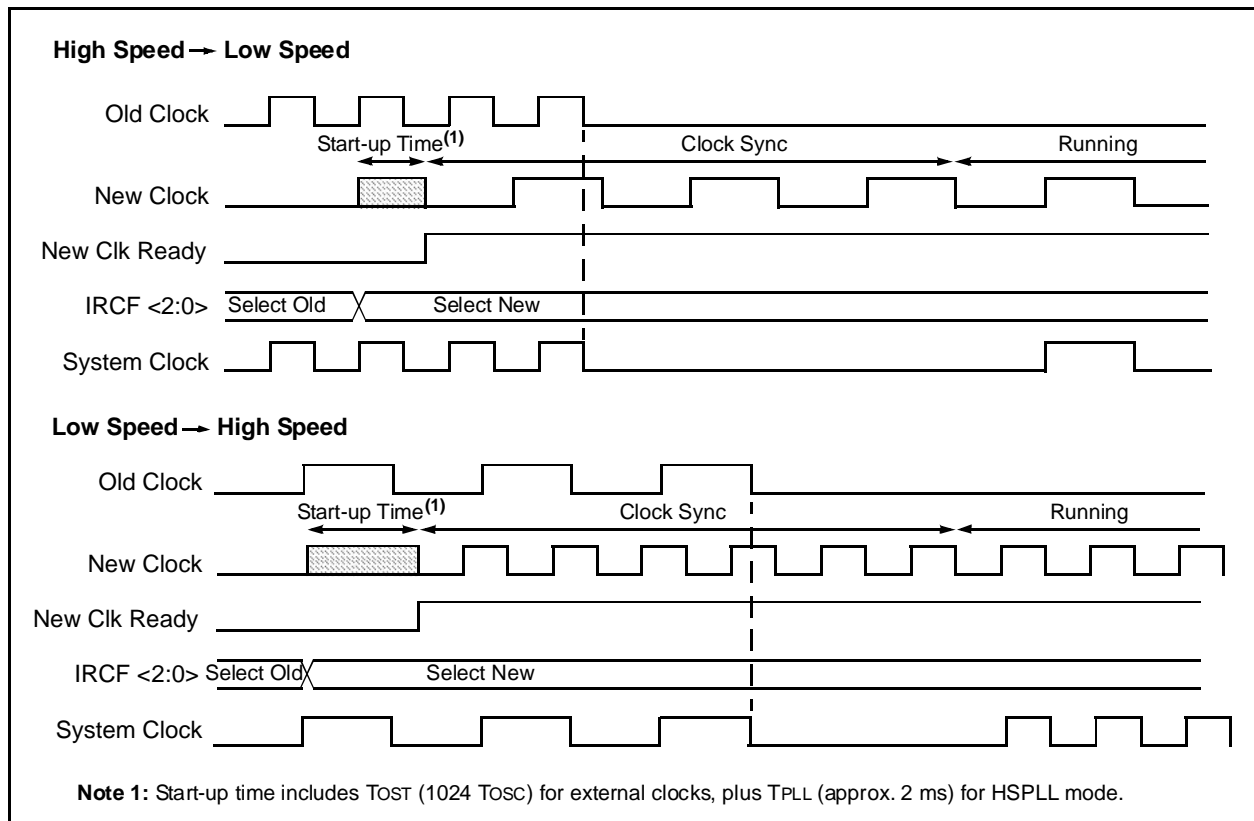 High Speed → Low Speed
Old Clock
Start-up Time(1) Clock Sync Running
New Clock
New Clk Ready
IRCF <2:0> Select Old Select New
System Clock
Low Speed → High Speed
Old Clock
Start-up Time(1) Clock Sync Running
New Clock
New Clk Ready
IRCF <2:0> Select Old Select New
System Clock
Note 1: Start-up time includes TOST (1024 TOSC) for external clocks, plus TPLL (approx. 2 ms) for HSPLL mode.